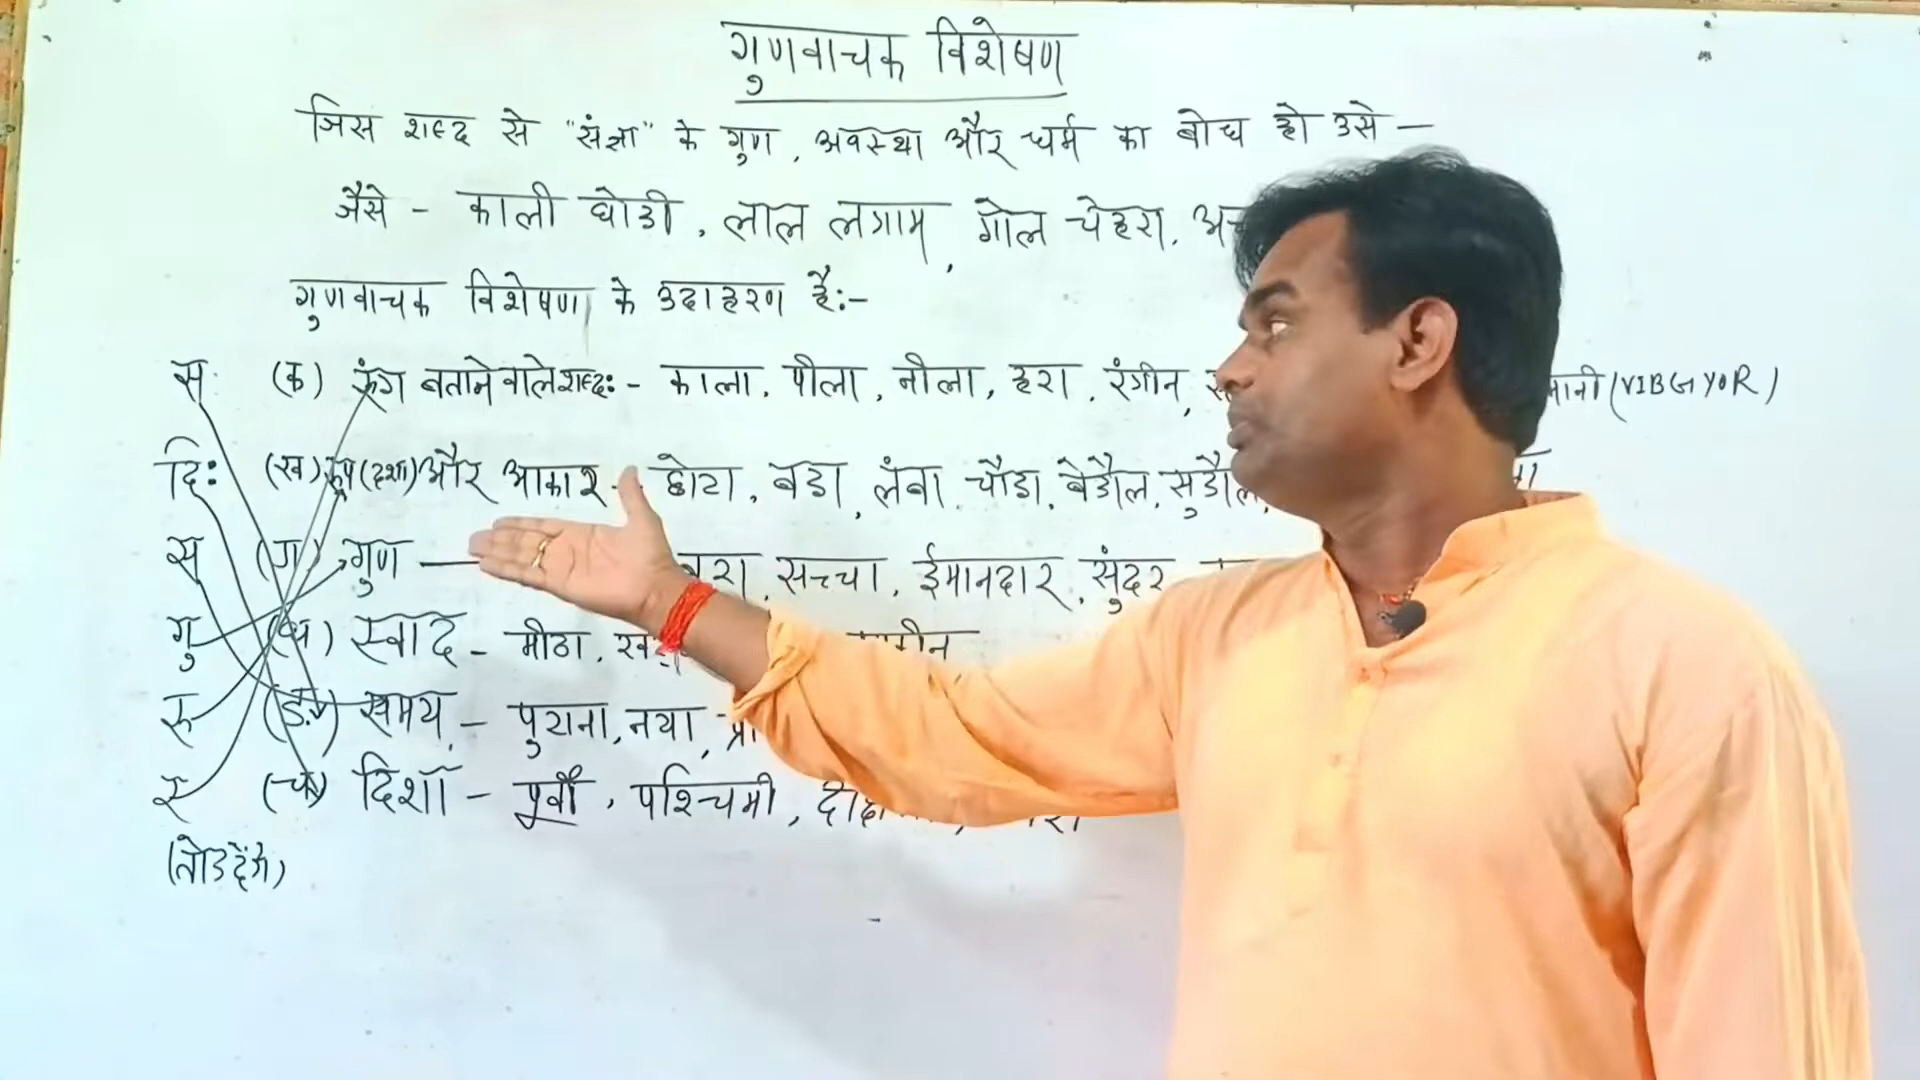 गुणवाचक विशेषण
जिस शब्द से "संज्ञा" के गुण, अवस्था और धर्म का बोध हो उसे —
जैसे - काली घोडी, लाल लगाम, गोल चेहरा,
गुणवाचक विशेषण के उदाहरण है:-
स (क) रंग बताने वाले शब्द:- काला, पीला, नीला, हरा, रंगीन, (VIBGYOR)
दि: (ख) रूप (दशा) और आकार - छोटा, बडा, लंबा, चौडा, बेडौल, सुडौल,
स (ग) गुण — सच्चा, ईमानदार, सुंदर
गु (घ) स्वाद - मीठा,
रू (ङ) समय - पुराना, नया,
र (च) दिशा - पूर्वी, पश्चिमी,